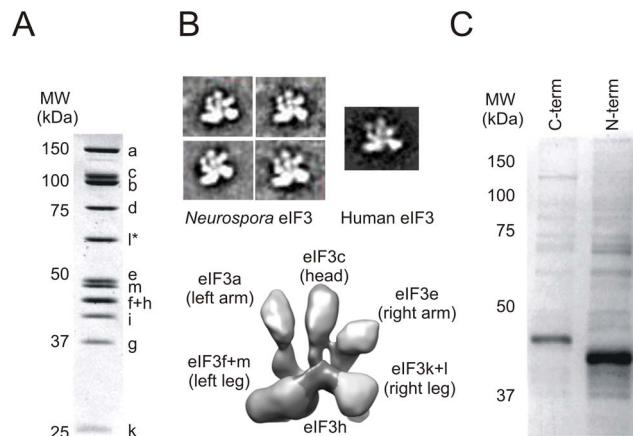 A
MW
(kDa)
150
100
75
50
37
25
a
c
b
d
l*
e
m
f+h
i
g
k
B
Neurospora eIF3
Human eIF3
eIF3a
(left arm)
eIF3c
(head)
eIF3e
(right arm)
eIF3f+m
(left leg)
eIF3k+l
(right leg)
eIF3h
C
MW
(kDa)
C-term
N-term
150
100
75
50
37